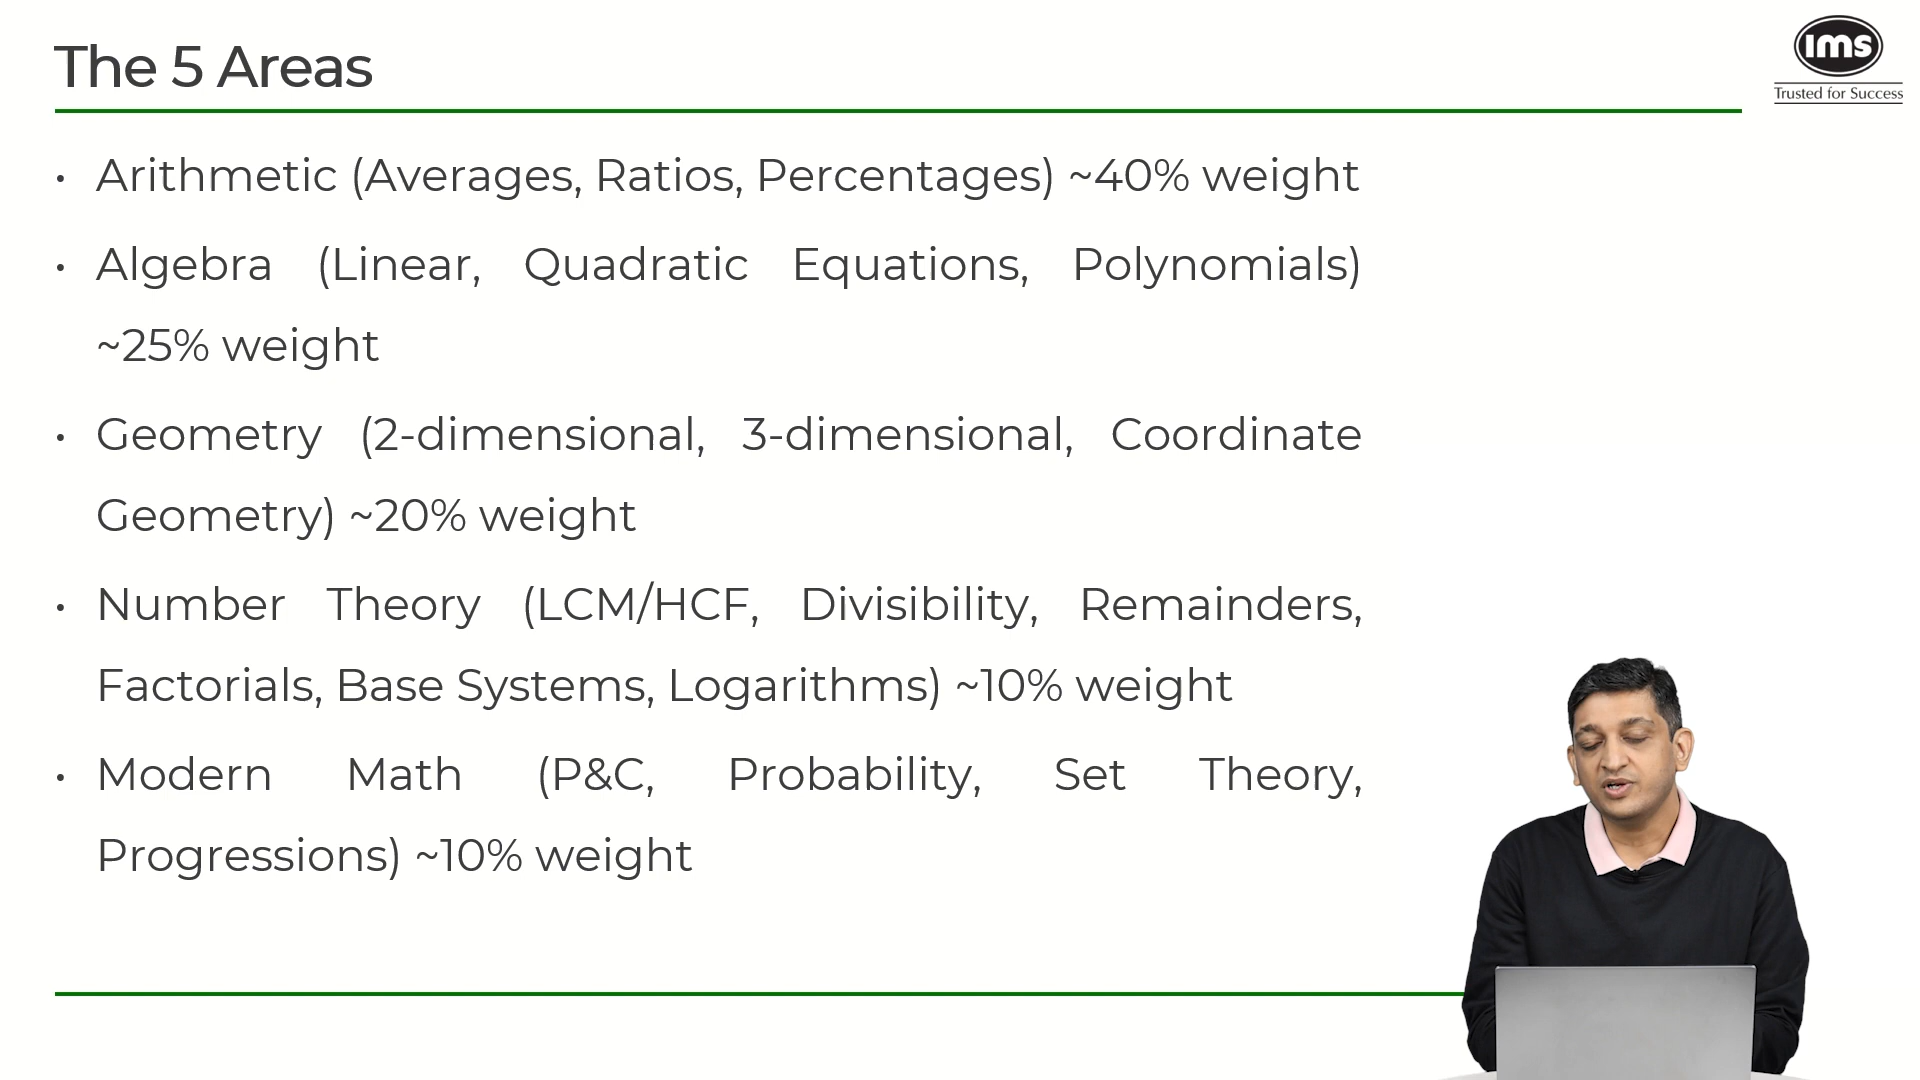 The 5 Areas
ims
Trusted for Success
• Arithmetic (Averages, Ratios, Percentages) ~40% weight
• Algebra (Linear, Quadratic Equations, Polynomials)
~25% weight
• Geometry (2-dimensional, 3-dimensional, Coordinate
Geometry) ~20% weight
• Number Theory (LCM/HCF, Divisibility, Remainders,
Factorials, Base Systems, Logarithms) ~10% weight
• Modern Math (P&C, Probability, Set Theory,
Progressions) ~10% weight